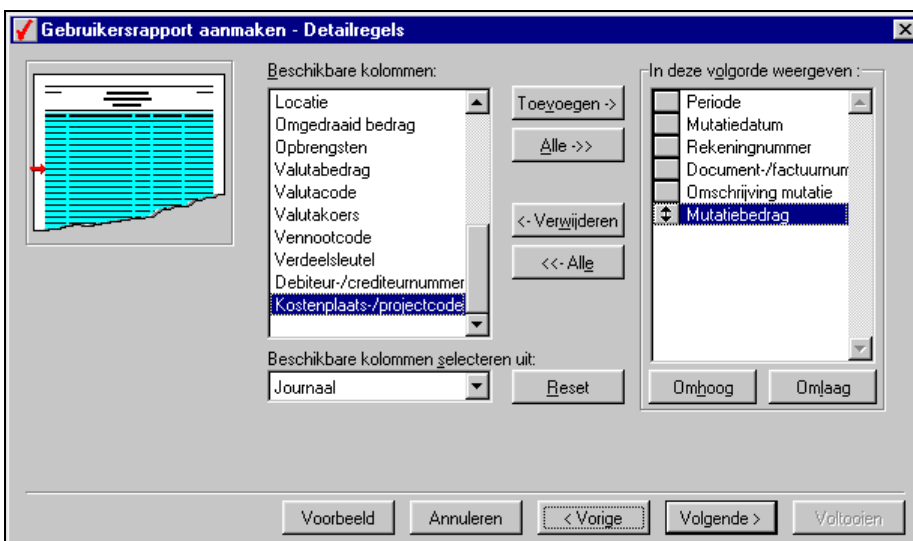 Gebruikersrapport aanmaken - Detailregels
Beschikbare kolommen:
Locatie
Omgedraaid bedrag
Opbrengsten
Valutabedrag
Valutacode
Valutakoers
Vennootcode
Verdeelsleutel
Debiteur-/crediteurnummer
Kostenplaats-/projectcode
Beschikbare kolommen selecteren uit:
Journaal
Toevoegen ->
Alle ->>
<- Verwijderen
<<- Alle
Reset
In deze volgorde weergeven :
Periode
Mutatiedatum
Rekeningnummer
Document-/factuurnum
Omschrijving mutatie
Mutatiebedrag
Omhoog
Omlaag
Voorbeeld
Annuleren
< Vorige
Volgende >
Voltooien